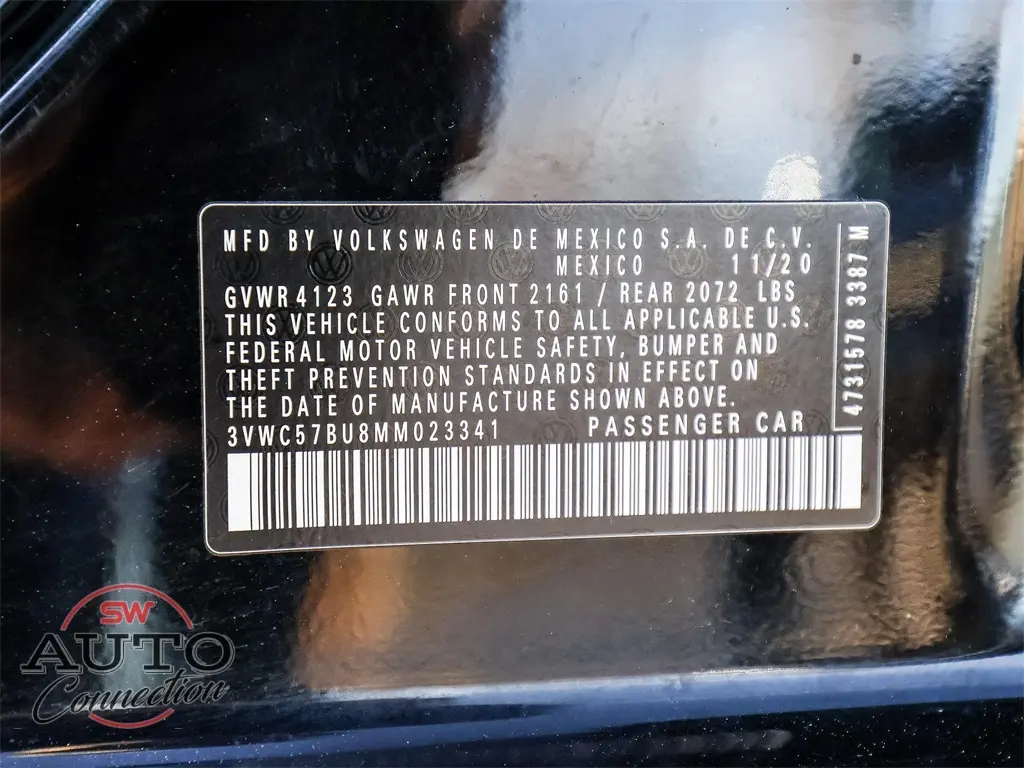 MFD BY VOLKSWAGEN DE MEXICO S.A. DE C.V.
MEXICO 11/20
GVWR 4123 GAWR FRONT 2161 / REAR 2072 LBS
THIS VEHICLE CONFORMS TO ALL APPLICABLE U.S.
FEDERAL MOTOR VEHICLE SAFETY, BUMPER AND
THEFT PREVENTION STANDARDS IN EFFECT ON
THE DATE OF MANUFACTURE SHOWN ABOVE.
3VWC57BU8MM023341 PASSENGER CAR
4731578 3387 M
SW
AUTO
Connection